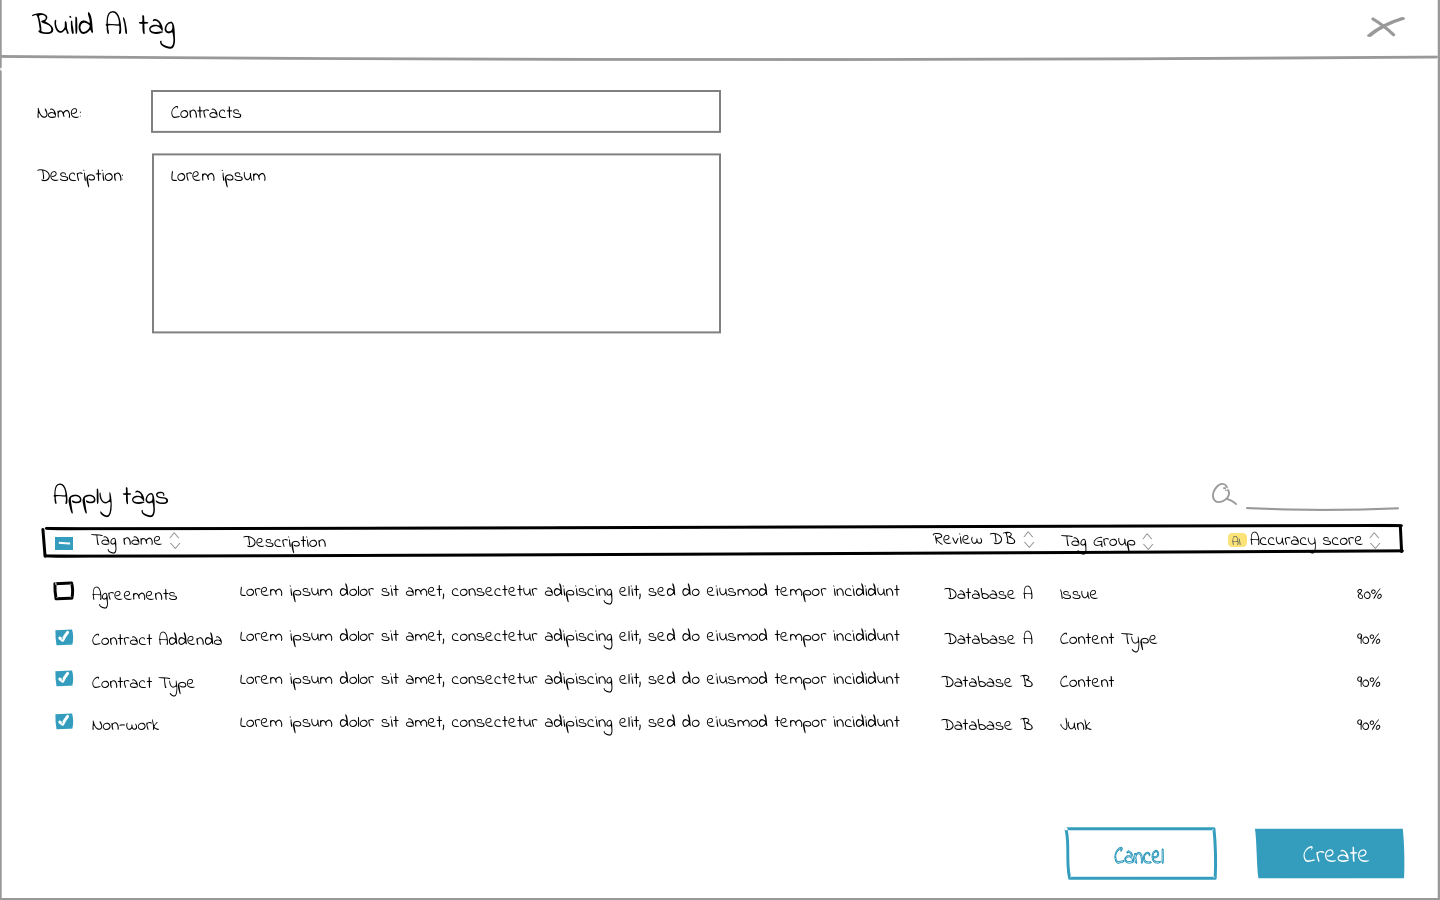 Build AI tag
Name: Contracts
Description: Lorem ipsum
Apply tags
Tag name Description Review DB Tag Group AI Accuracy score
Agreements Lorem ipsum dolor sit amet, consectetur adipiscing elit, sed do eiusmod tempor incididunt Database A Issue 80%
Contract Addenda Lorem ipsum dolor sit amet, consectetur adipiscing elit, sed do eiusmod tempor incididunt Database A Content Type 90%
Contract Type Lorem ipsum dolor sit amet, consectetur adipiscing elit, sed do eiusmod tempor incididunt Database B Content 90%
Non-work Lorem ipsum dolor sit amet, consectetur adipiscing elit, sed do eiusmod tempor incididunt Database B Junk 90%
Cancel Create